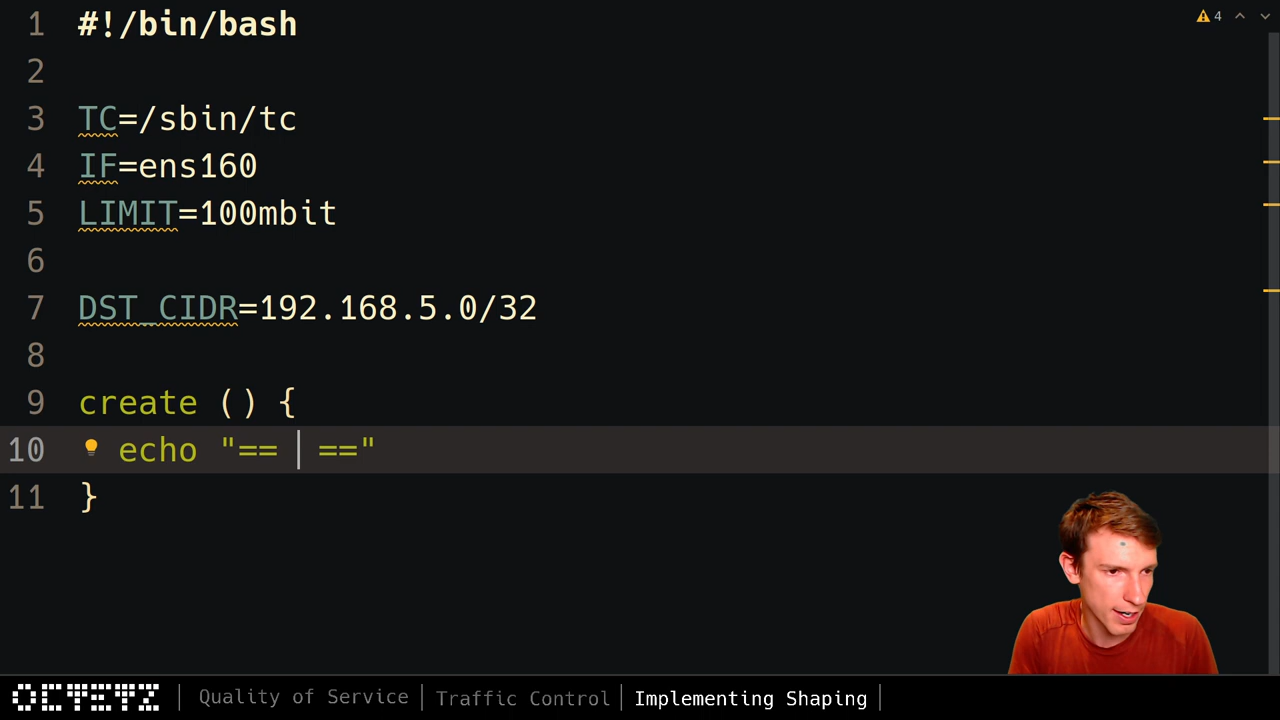 1 #!/bin/bash
2
3 TC=/sbin/tc
4 IF=ens160
5 LIMIT=100mbit
6
7 DST_CIDR=192.168.5.0/32
8
9 create () {
10 echo "==  =="
11 }
4
OCTETZ | Quality of Service | Traffic Control | Implementing Shaping |